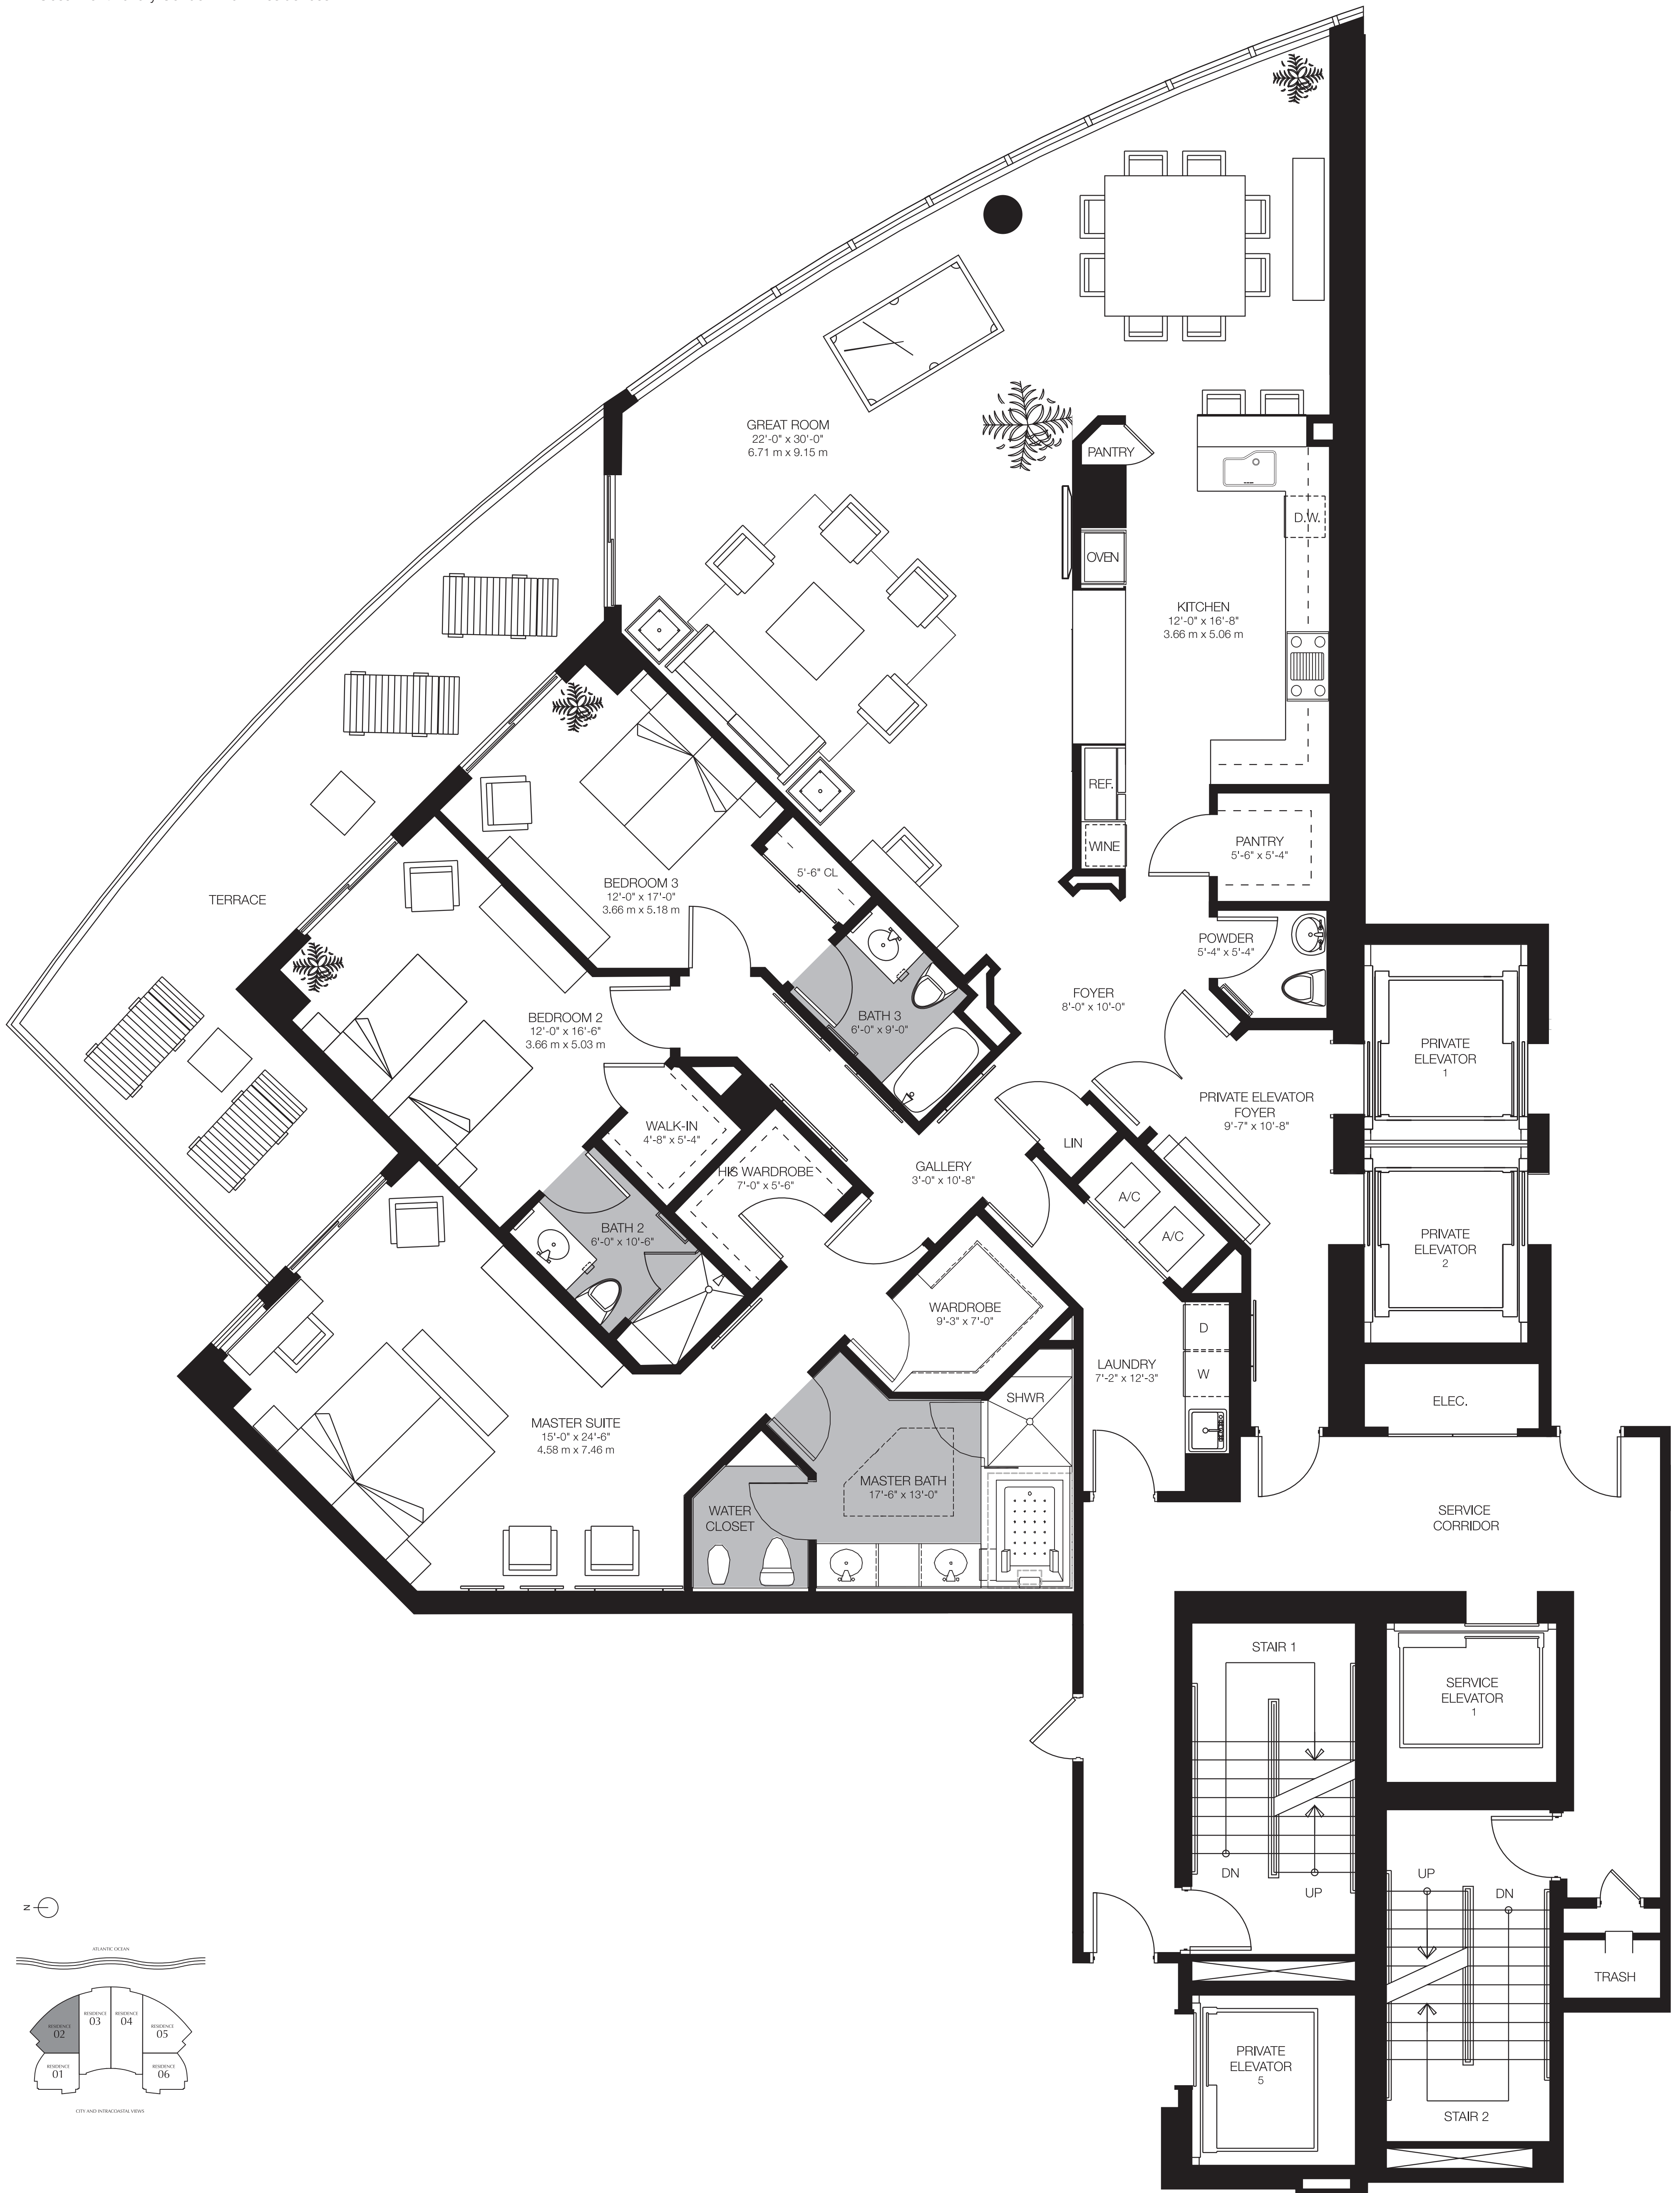 GREAT ROOM
22'-0" x 30'-0"
6.71 m x 9.15 m
PANTRY
OVEN
D.W.
KITCHEN
12'-0" x 16'-8"
3.66 m x 5.06 m
REF.
WINE
PANTRY
5'-6" x 5'-4"
TERRACE
BEDROOM 3
12'-0" x 17'-0"
3.66 m x 5.18 m
5'-6" CL
POWDER
5'-4" x 5'-4"
FOYER
8'-0" x 10'-0"
BEDROOM 2
12'-0" x 16'-6"
3.66 m x 5.03 m
BATH 3
6'-0" x 9'-0"
PRIVATE
ELEVATOR
1
PRIVATE ELEVATOR
FOYER
9'-7" x 10'-8"
WALK-IN
4'-8" x 5'-4"
LIN
HIS WARDROBE
7'-0" x 5'-6"
GALLERY
3'-0" x 10'-8"
A/C
A/C
BATH 2
6'-0" x 10'-6"
PRIVATE
ELEVATOR
2
WARDROBE
9'-3" x 7'-0"
D
W
LAUNDRY
7'-2" x 12'-3"
SHWR
ELEC.
MASTER SUITE
15'-0" x 24'-6"
4.58 m x 7.46 m
MASTER BATH
17'-6" x 13'-0"
WATER
CLOSET
SERVICE
CORRIDOR
STAIR 1
SERVICE
ELEVATOR
1
DN
UP
UP
DN
TRASH
PRIVATE
ELEVATOR
5
STAIR 2
N
ATLANTIC OCEAN
RESIDENCE
03
RESIDENCE
04
RESIDENCE
02
RESIDENCE
05
RESIDENCE
01
RESIDENCE
06
CITY AND INTRACOASTAL VIEWS